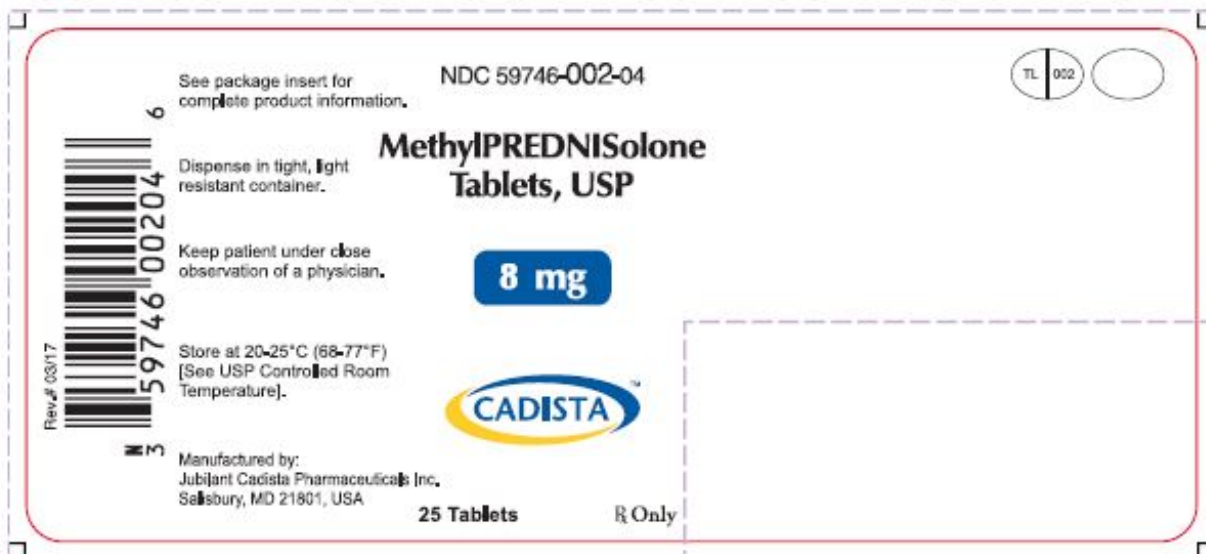 See package insert for
complete product information.
Dispense in tight, light
resistant container.
Keep patient under close
observation of a physician.
Store at 20-25°C (68-77°F)
[See USP Controlled Room
Temperature].
Manufactured by:
Jubilant Cadista Pharmaceuticals Inc.
Salisbury, MD 21801, USA
Rev.# 03/17
N
3 59746 00204 6
NDC 59746-002-04
MethylPREDNISolone
Tablets, USP
8 mg
CADISTA™
25 Tablets
℞ Only
TL 002